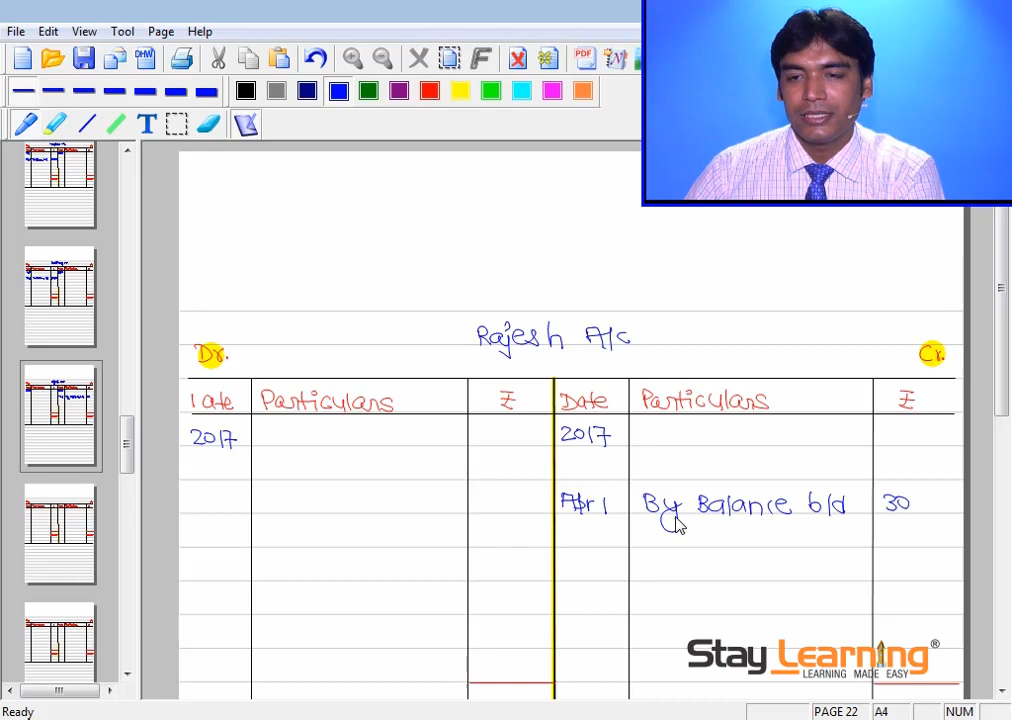 File Edit View Tool Page Help
Rajesh A/c
Dr. Cr.
Date Particulars ₹ Date Particulars ₹
2017 2017
Apr 1 By Balance b/d 30
Stay Learning®
LEARNING MADE EASY
Ready PAGE 22 A4 NUM